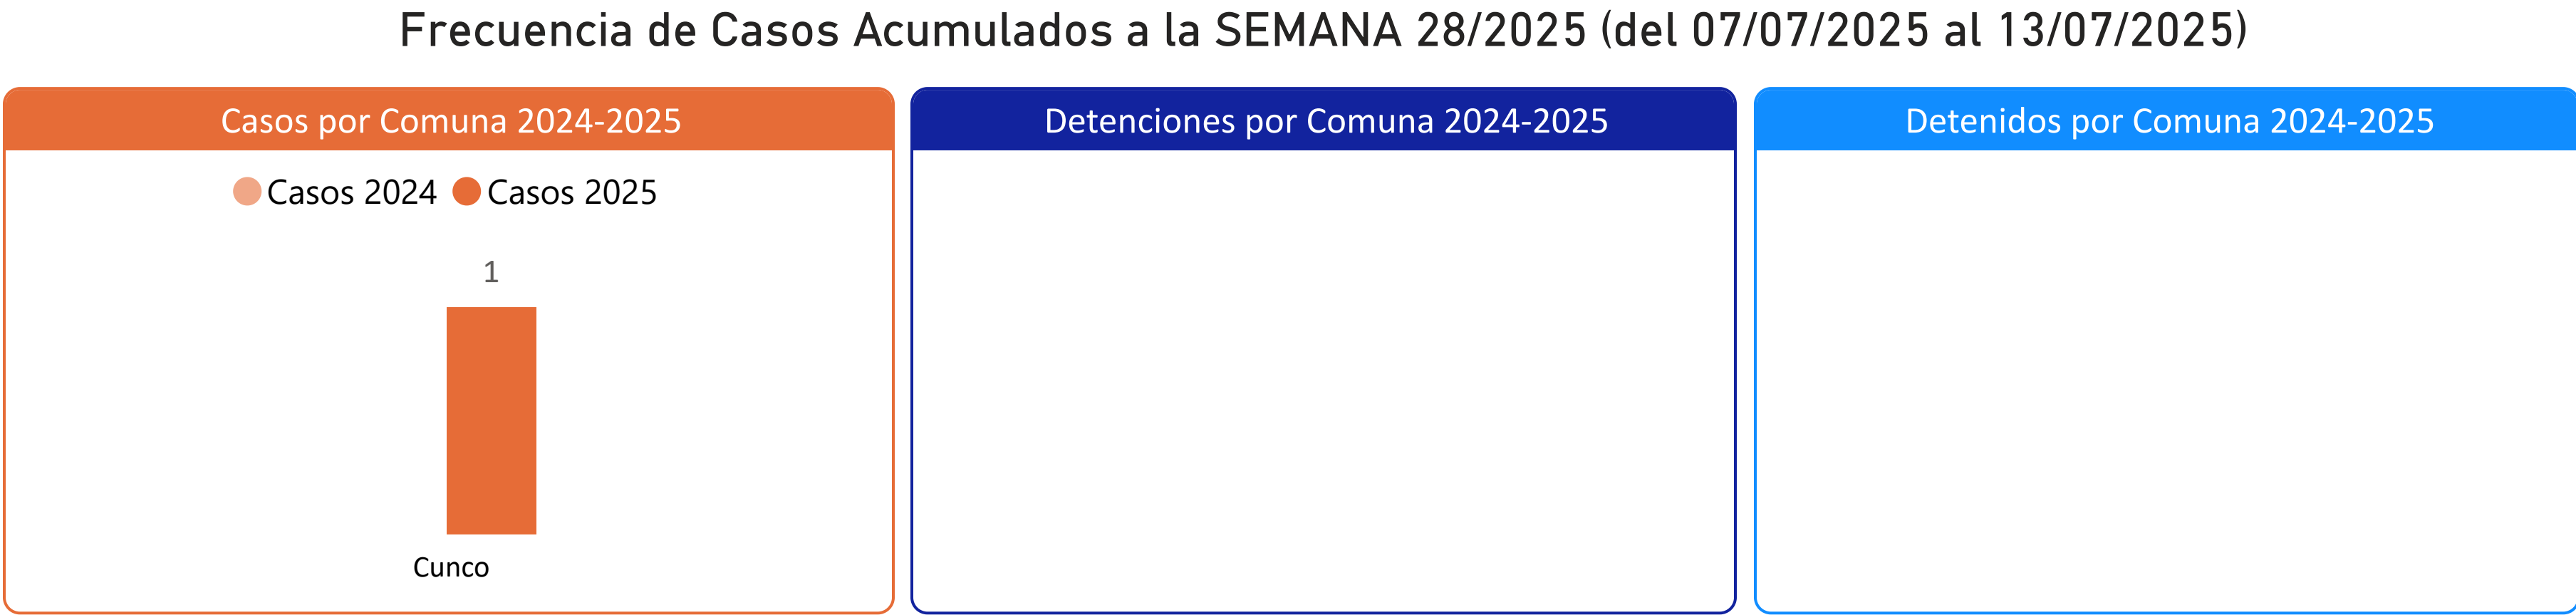 Frecuencia de Casos Acumulados a la SEMANA 28/2025 (del 07/07/2025 al 13/07/2025)
Casos por Comuna 2024-2025
Casos 2024 Casos 2025
1
Cunco
Detenciones por Comuna 2024-2025
Detenidos por Comuna 2024-2025